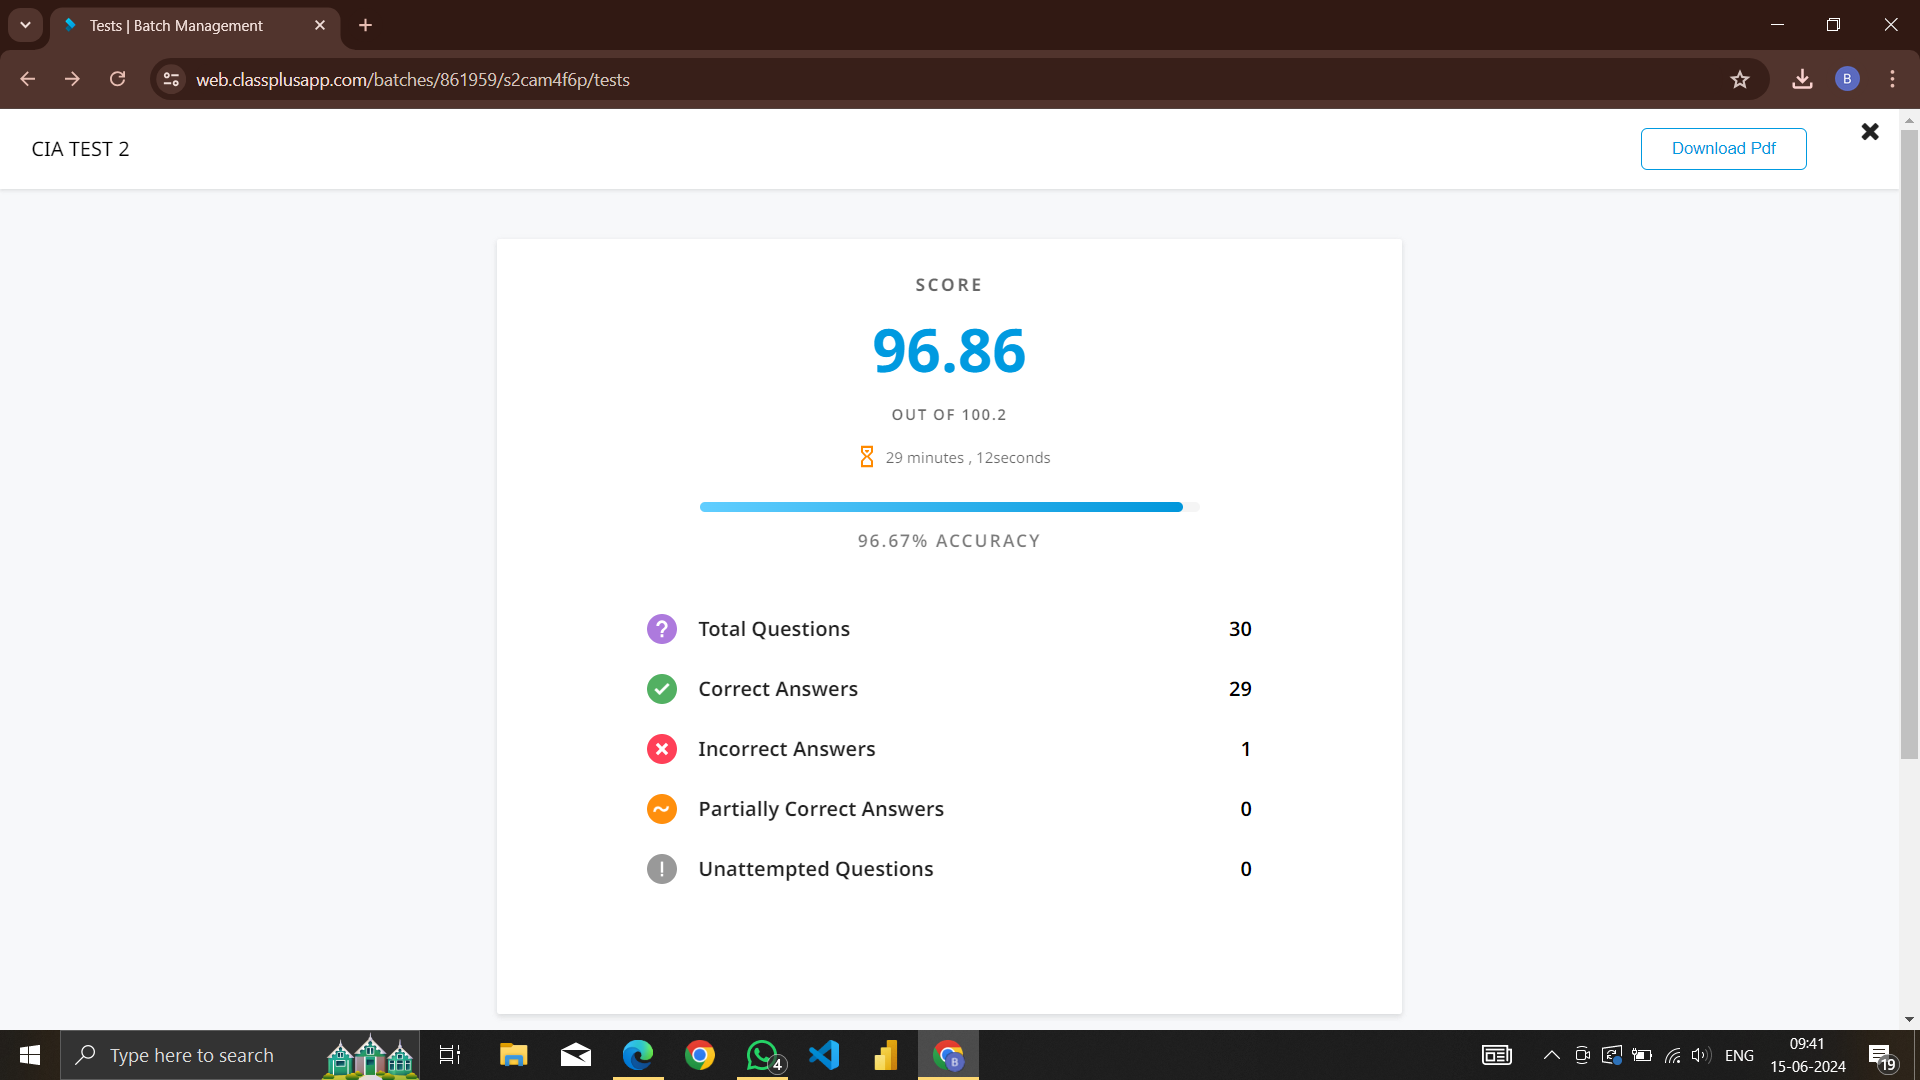 Tests | Batch Management
web.classplusapp.com/batches/861959/s2cam4f6p/tests
B
CIA TEST 2
Download Pdf
SCORE
96.86
OUT OF 100.2
29 minutes , 12seconds
96.67% ACCURACY
Total Questions 30
Correct Answers 29
Incorrect Answers 1
Partially Correct Answers 0
Unattempted Questions 0
Type here to search
4
B
ENG
09:41
15-06-2024
19